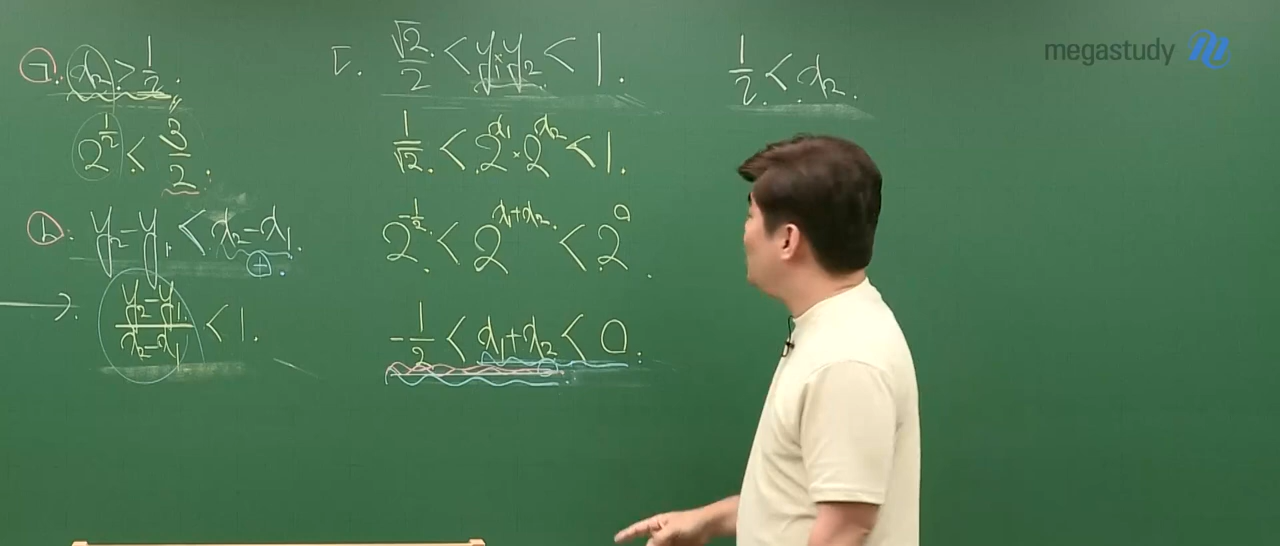 ㄱ. x₂ > 1/2.
2^(1/2) < 3/2.
ㄴ. y₂-y₁ < x₂-x₁.
⊕.
→ (y₂-y₁)/(x₂-x₁) < 1.
ㄷ. √2/2 < y₁×y₂ < 1.
1/√2 < 2^(x₁)×2^(x₂) < 1.
2^(-1/2) < 2^(x₁+x₂) < 2^0.
-1/2 < x₁+x₂ < 0.
1/2 < x₂.
megastudy